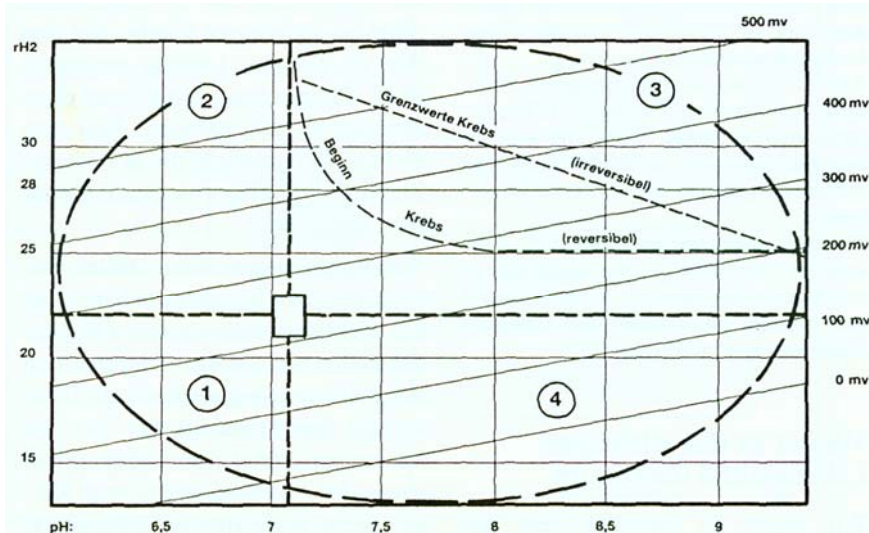 500 mv
rH2
2
3
Grenzwerte Krebs
400 mv
30
Beginn
(irreversibel)
300 mv
28
Krebs
(reversibel)
25
200 mv
100 mv
20
1
4
0 mv
15
pH:
6,5
7
7,5
8
8,5
9